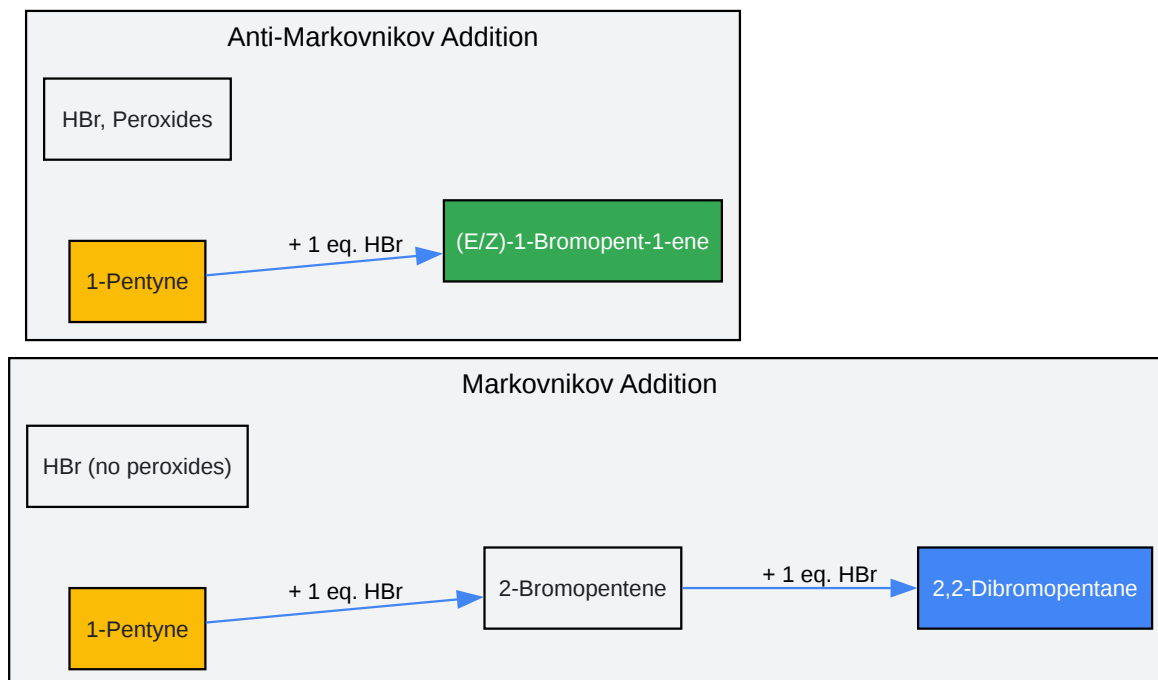 Anti-Markovnikov Addition
HBr, Peroxides
1-Pentyne
+ 1 eq. HBr
(E/Z)-1-Bromopent-1-ene
Markovnikov Addition
HBr (no peroxides)
1-Pentyne
+ 1 eq. HBr
2-Bromopentene
+ 1 eq. HBr
2,2-Dibromopentane